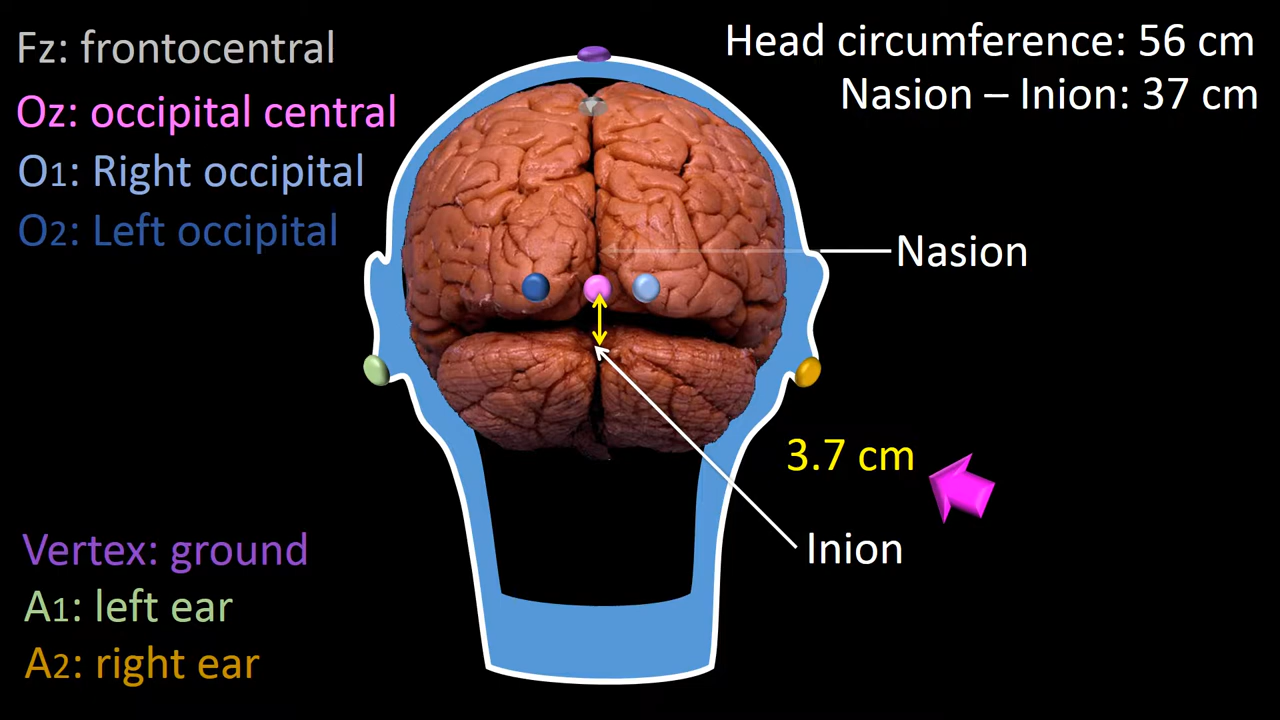 Fz: frontocentral
Oz: occipital central
O1: Right occipital
O2: Left occipital
Head circumference: 56 cm
Nasion – Inion: 37 cm
Nasion
3.7 cm
Inion
Vertex: ground
A1: left ear
A2: right ear